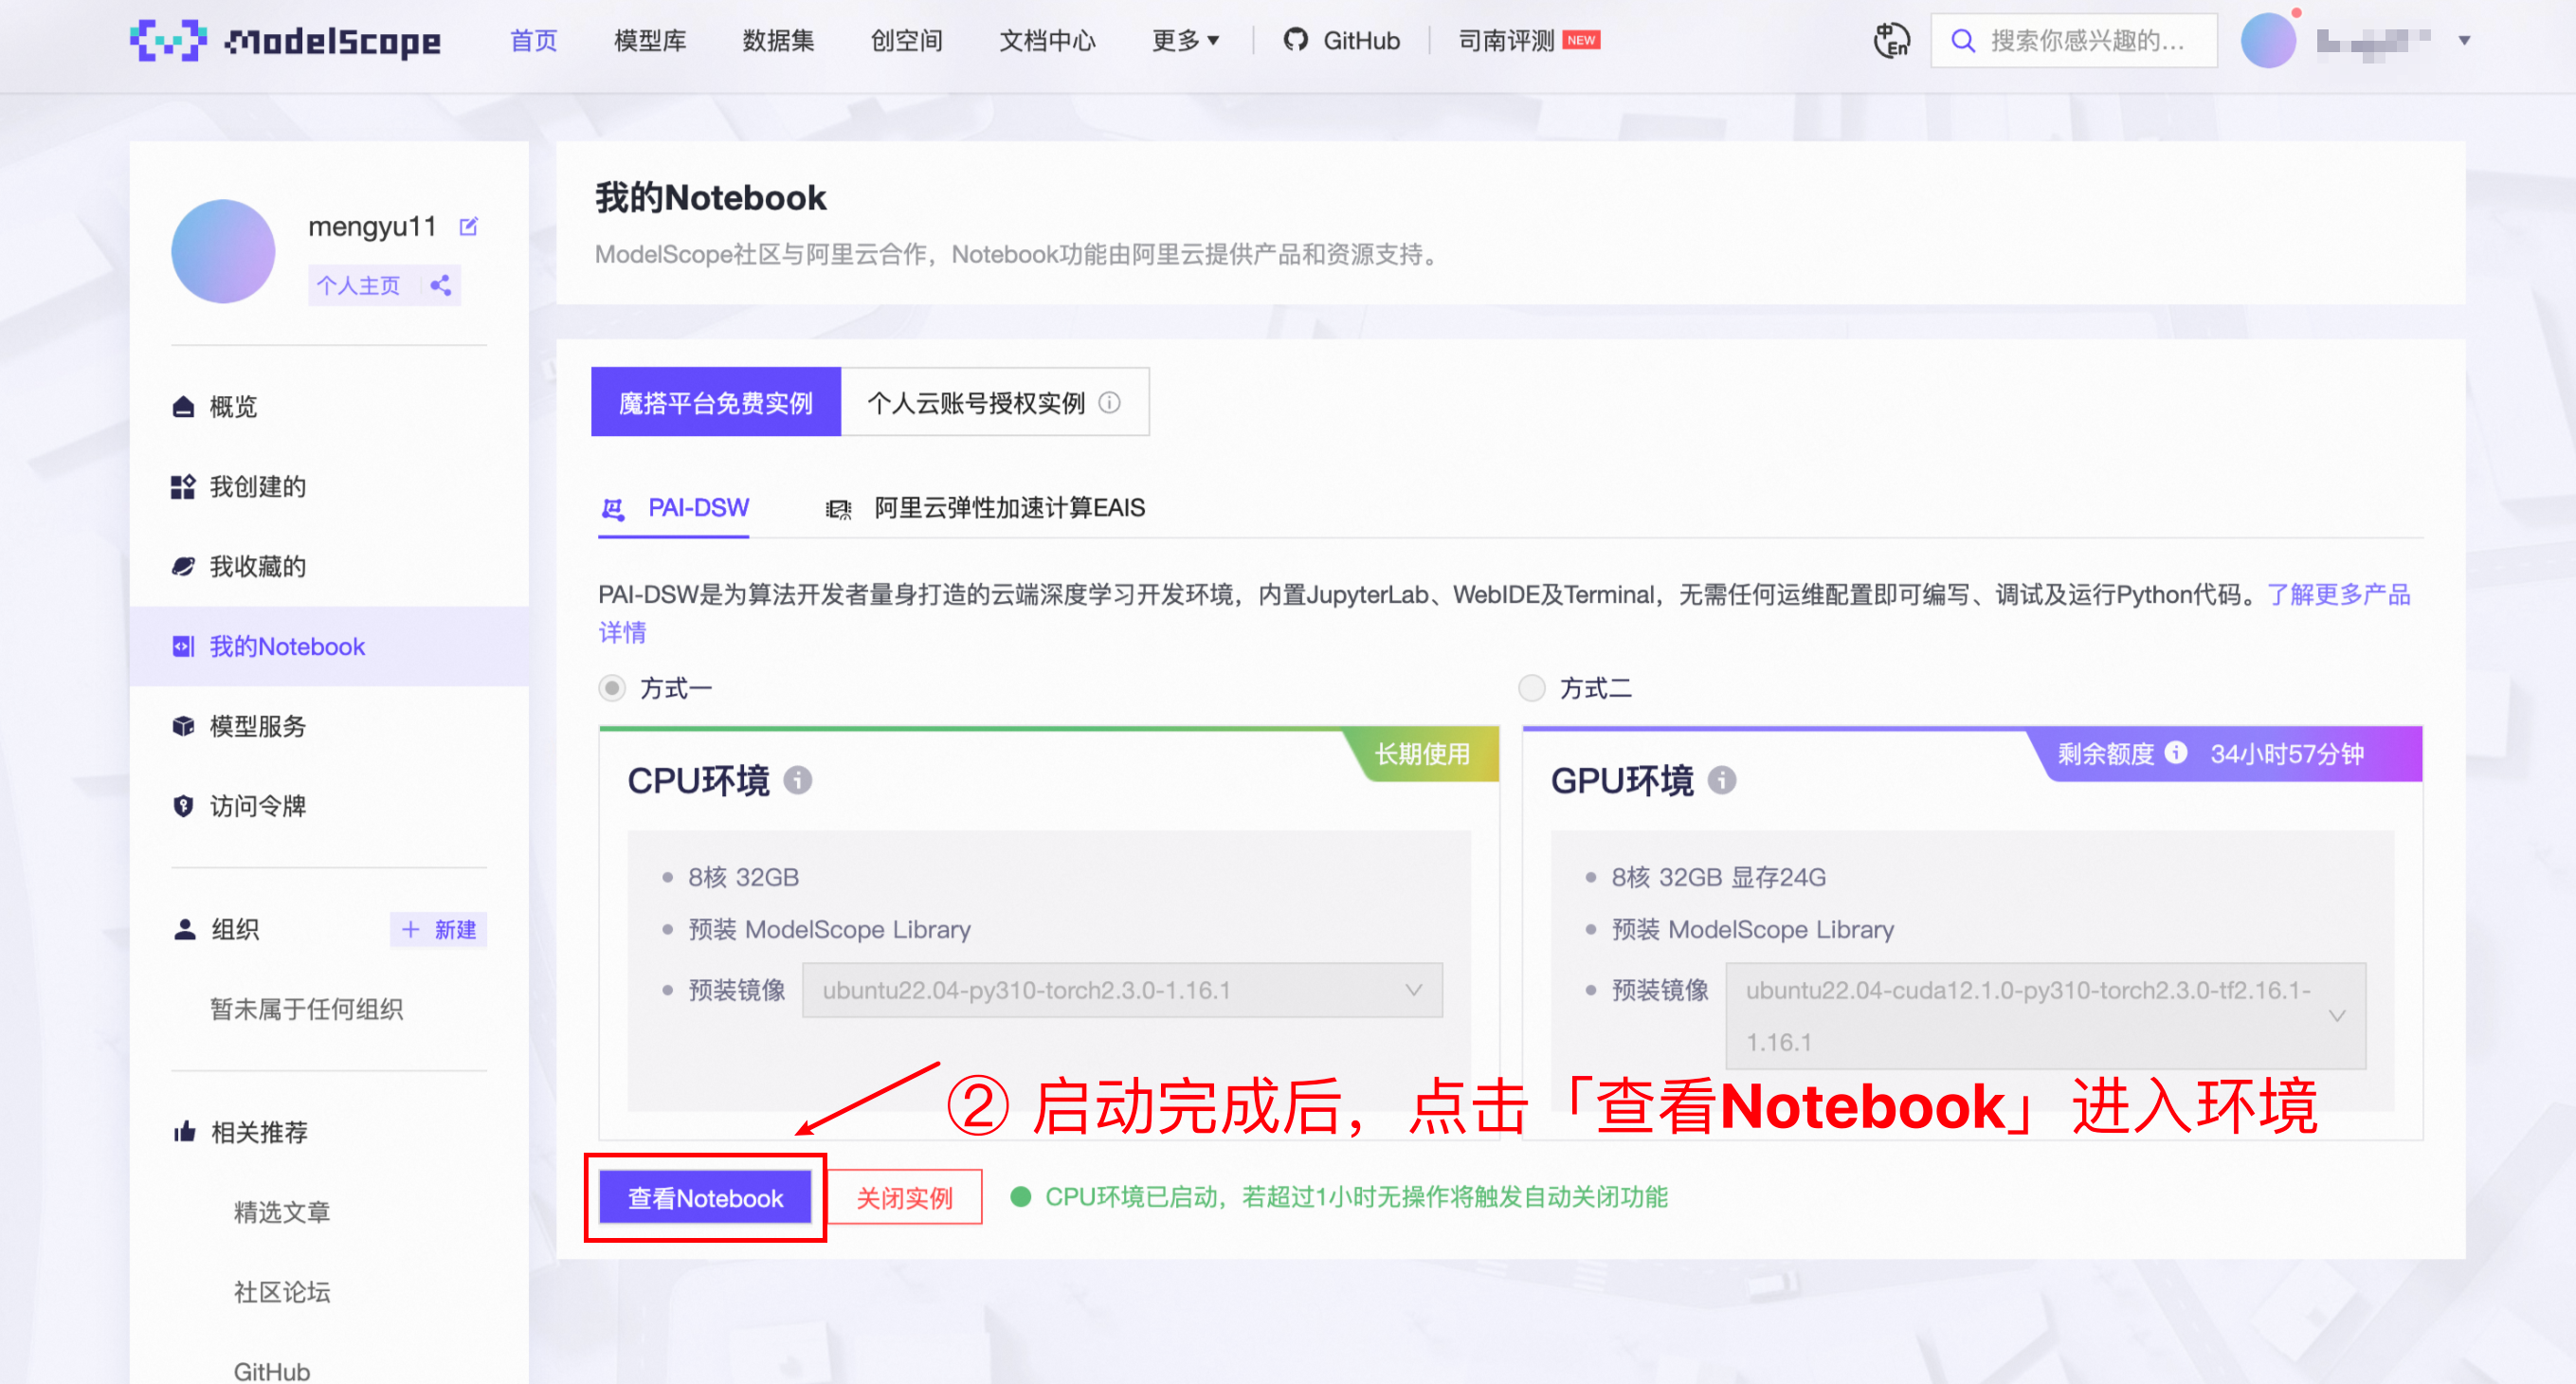 ModelScope
首页
模型库
数据集
创空间
文档中心
更多
GitHub
司南评测 NEW
中 En
搜索你感兴趣的...
mengyu11
个人主页
概览
我创建的
我收藏的
我的Notebook
模型服务
访问令牌
组织
+ 新建
暂未属于任何组织
相关推荐
精选文章
社区论坛
GitHub
我的Notebook
ModelScope社区与阿里云合作，Notebook功能由阿里云提供产品和资源支持。
魔搭平台免费实例
个人云账号授权实例
PAI-DSW
阿里云弹性加速计算EAIS
PAI-DSW是为算法开发者量身打造的云端深度学习开发环境，内置JupyterLab、WebIDE及Terminal，无需任何运维配置即可编写、调试及运行Python代码。了解更多产品
详情
方式一
长期使用
CPU环境
8核 32GB
预装 ModelScope Library
预装镜像 ubuntu22.04-py310-torch2.3.0-1.16.1
方式二
剩余额度 34小时57分钟
GPU环境
8核 32GB 显存24G
预装 ModelScope Library
预装镜像 ubuntu22.04-cuda12.1.0-py310-torch2.3.0-tf2.16.1-
1.16.1
② 启动完成后，点击「查看Notebook」进入环境
查看Notebook
关闭实例
CPU环境已启动，若超过1小时无操作将触发自动关闭功能